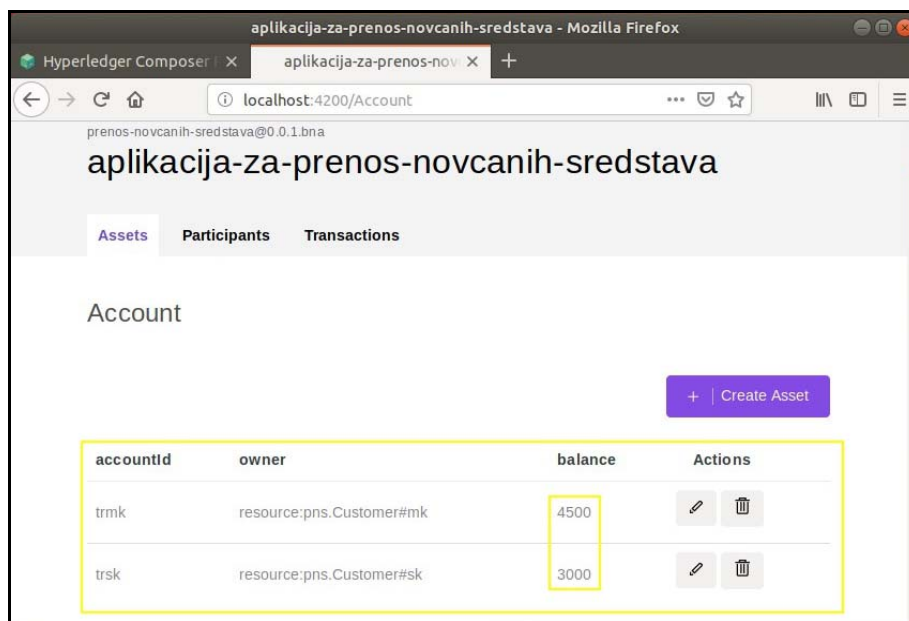 aplikacija-za-prenos-novcanih-sredstava - Mozilla Firefox
Hyperledger Composer
aplikacija-za-prenos-nov
localhost:4200/Account
prenos-novcanih-sredstava@0.0.1.bna
aplikacija-za-prenos-novcanih-sredstava
Assets Participants Transactions
Account
+ | Create Asset
accountId owner balance Actions
trmk resource:pns.Customer#mk 4500
trsk resource:pns.Customer#sk 3000